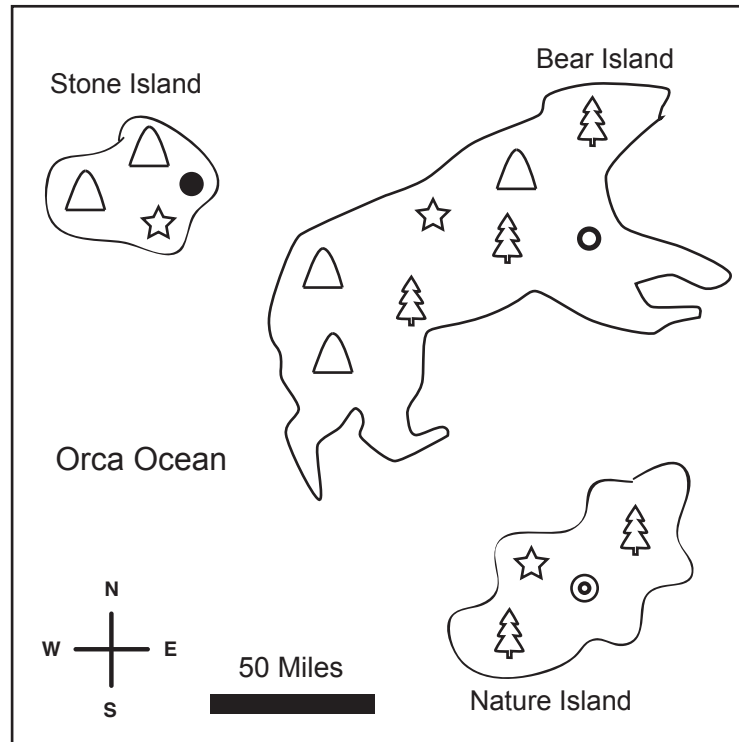 Bear Island
Stone Island
Orca Ocean
N
W E
S
50 Miles
Nature Island